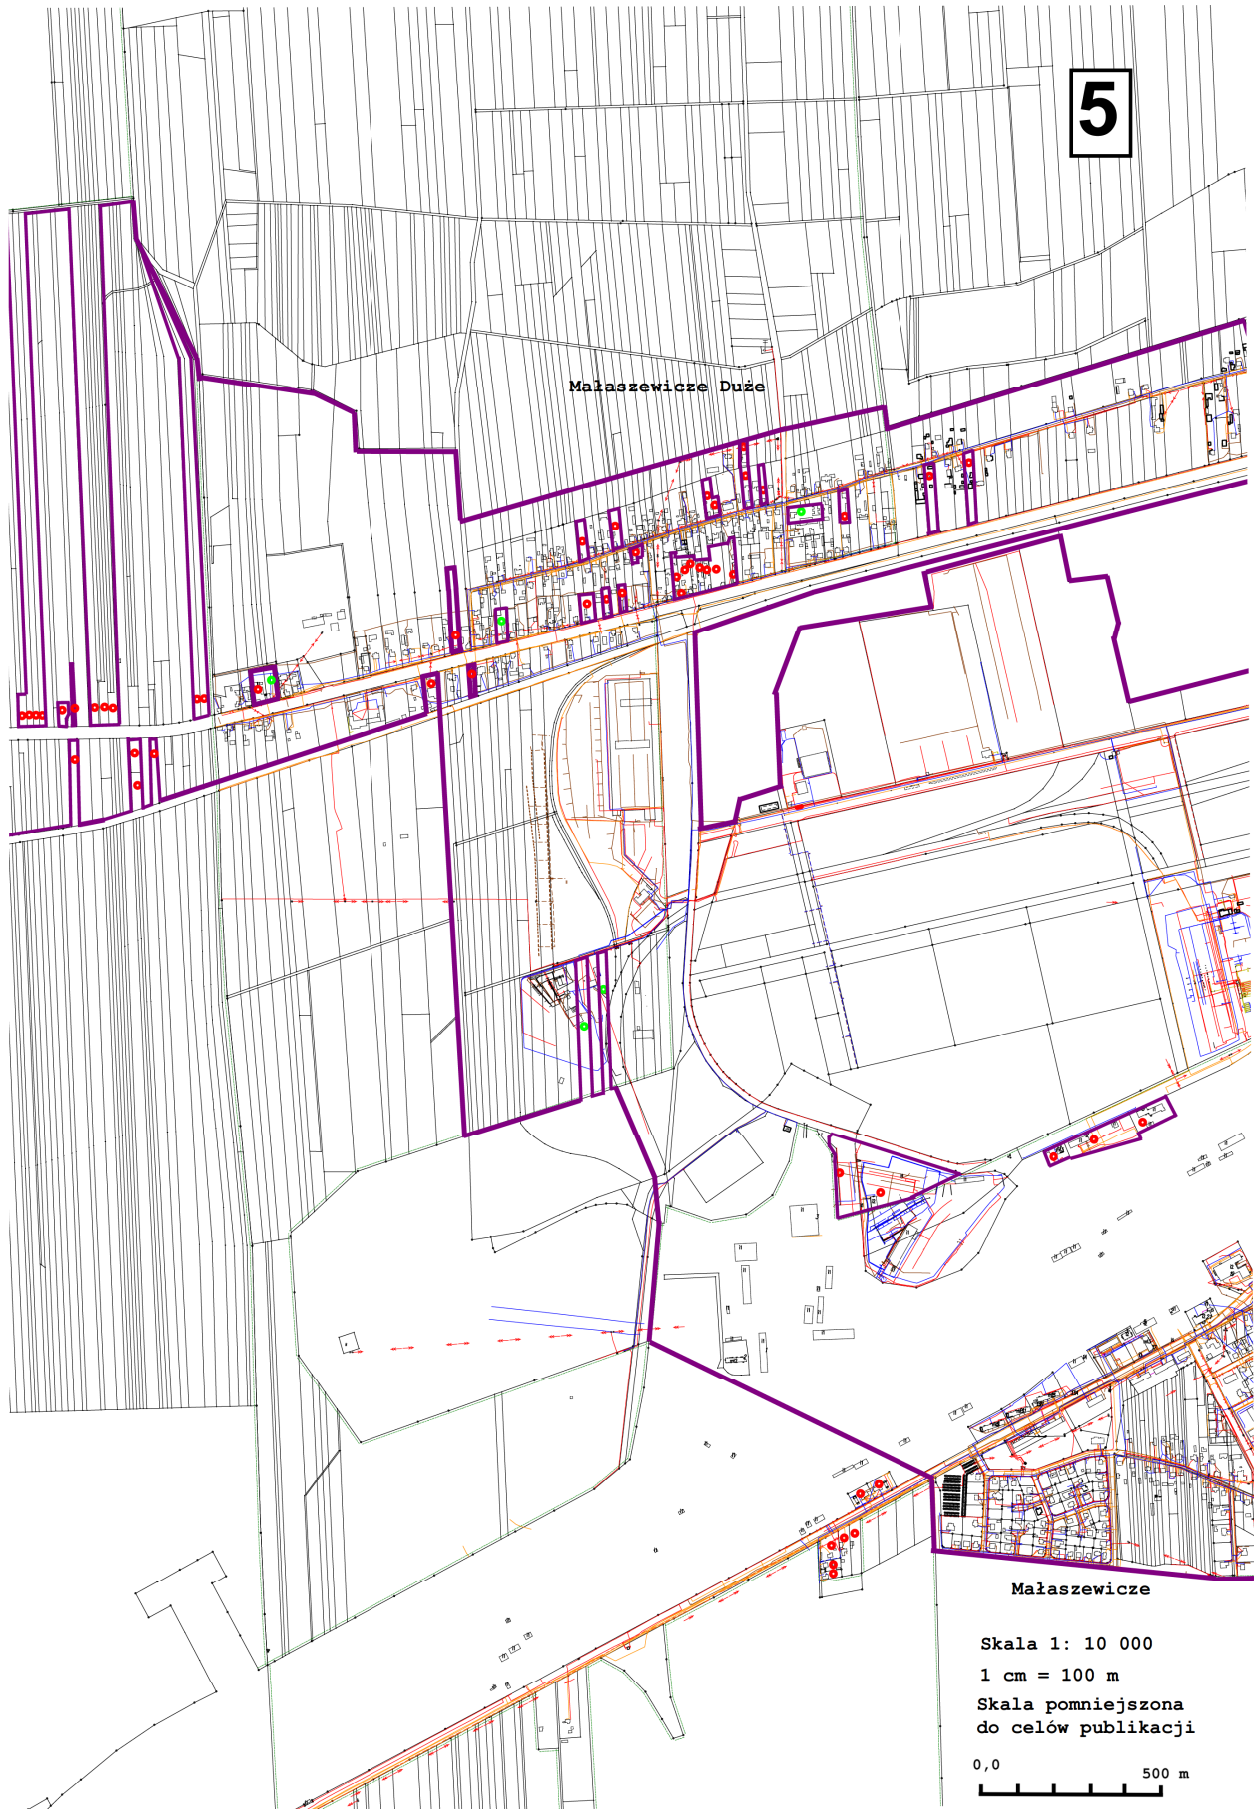 5
Małaszewicze Duże
Małaszewicze
Skala 1: 10 000
1 cm = 100 m
Skala pomniejszona
do celów publikacji
0,0
500 m